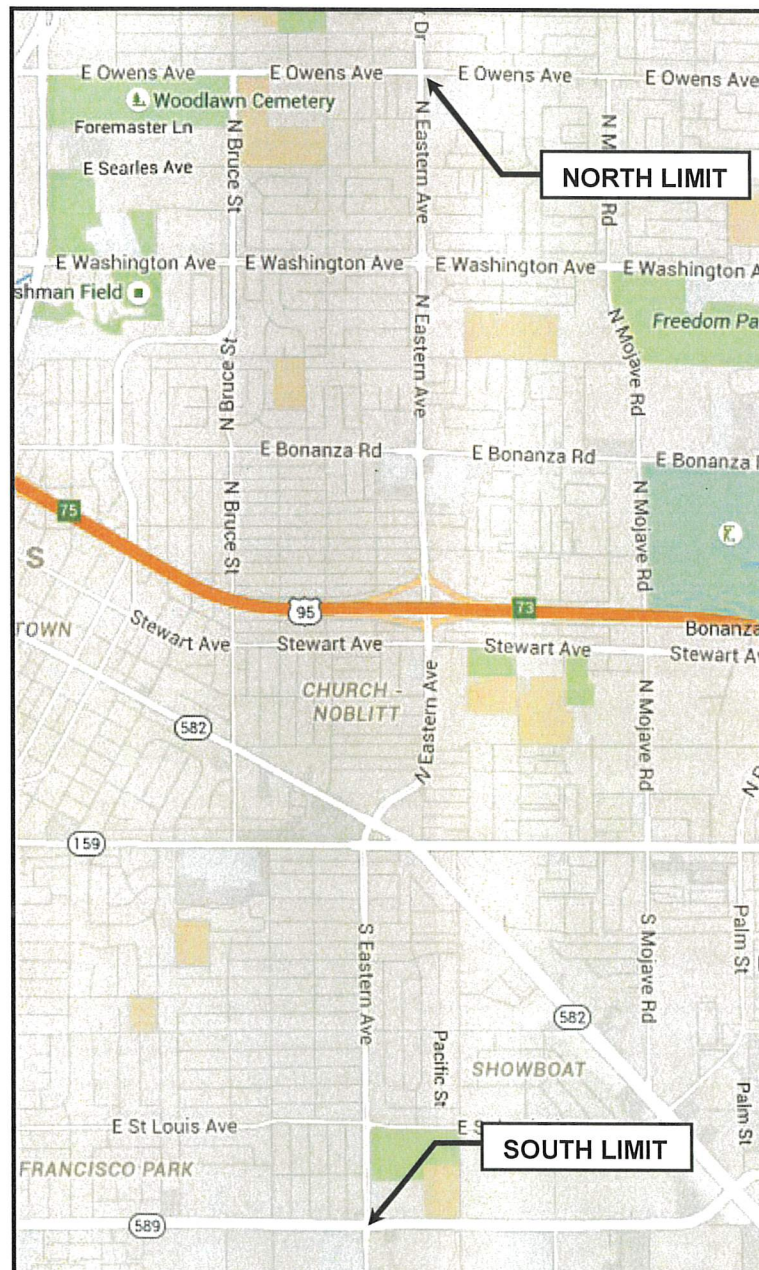 Dr
E Owens Ave
E Owens Ave
E Owens Ave
E Owens Ave
Woodlawn Cemetery
Foremaster Ln
N Bruce St
N Eastern Ave
E Searles Ave
NORTH LIMIT
Rd
E Washington Ave
E Washington Ave
E Washington Ave
E Washington A
shman Field
Freedom Pa
N Eastern Ave
N Mojave Rd
N Bruce St
E Bonanza Rd
E Bonanza Rd
E Bonanza
75
N Bruce St
N Mojave Rd
S
95
73
TOWN
Stewart Ave
Stewart Ave
Stewart Ave
Bonanza
Stewart Av
CHURCH -
NOBLITT
N Eastern Ave
N Mojave Rd
582
159
S Eastern Ave
S Mojave Rd
Palm St
582
Pacific St
SHOWBOAT
Palm St
E St Louis Ave
E S
SOUTH LIMIT
FRANCISCO PARK
589